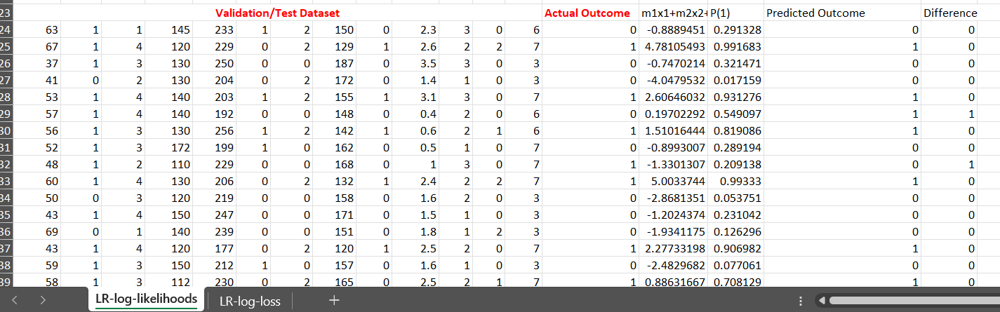 23 Validation/Test Dataset Actual Outcome m1x1+m2x2+ P(1) Predicted Outcome Difference
24 63 1 1 145 233 1 2 150 0 2.3 3 0 6 0 -0.8889451 0.291328 0 0
25 67 1 4 120 229 0 2 129 1 2.6 2 2 7 1 4.78105493 0.991683 1 0
26 37 1 3 130 250 0 0 187 0 3.5 3 0 3 0 -0.7470214 0.321471 0 0
27 41 0 2 130 204 0 2 172 0 1.4 1 0 3 0 -4.0479532 0.017159 0 0
28 53 1 4 140 203 1 2 155 1 3.1 3 0 7 1 2.60646032 0.931276 1 0
29 57 1 4 140 192 0 0 148 0 0.4 2 0 6 0 0.19702292 0.549097 1 1
30 56 1 3 130 256 1 2 142 1 0.6 2 1 6 1 1.51016444 0.819086 1 0
31 52 1 3 172 199 1 0 162 0 0.5 1 0 7 0 -0.8993007 0.289194 0 0
32 48 1 2 110 229 0 0 168 0 1 3 0 7 1 -1.3301307 0.209138 0 1
33 60 1 4 130 206 0 2 132 1 2.4 2 2 7 1 5.0033744 0.99333 1 0
34 50 0 3 120 219 0 0 158 0 1.6 2 0 3 0 -2.8681351 0.053751 0 0
35 43 1 4 150 247 0 0 171 0 1.5 1 0 3 0 -1.2024374 0.231042 0 0
36 69 0 1 140 239 0 0 151 0 1.8 1 2 3 0 -1.9341175 0.126296 0 0
37 43 1 4 120 177 0 2 120 1 2.5 2 0 7 1 2.27733198 0.906982 1 0
38 59 1 3 150 212 1 0 157 0 1.6 1 0 3 0 -2.4829682 0.077061 0 0
39 58 1 3 112 230 0 2 165 0 2.5 2 1 7 1 0.88631667 0.708129 1 0
LR-log-likelihoods LR-log-loss